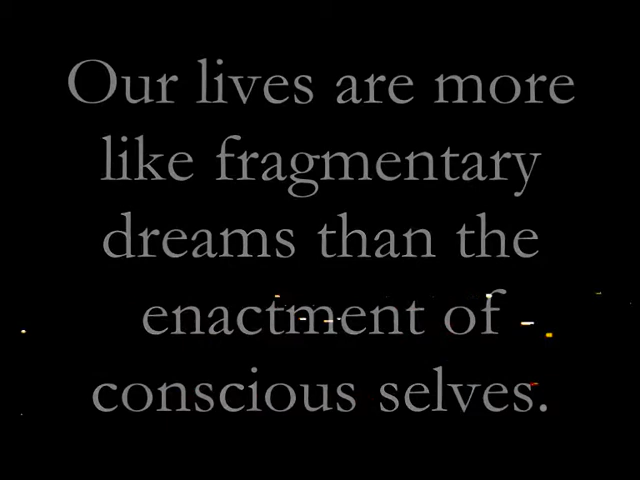 Our lives are more
like fragmentary
dreams than the
enactment of
conscious selves.